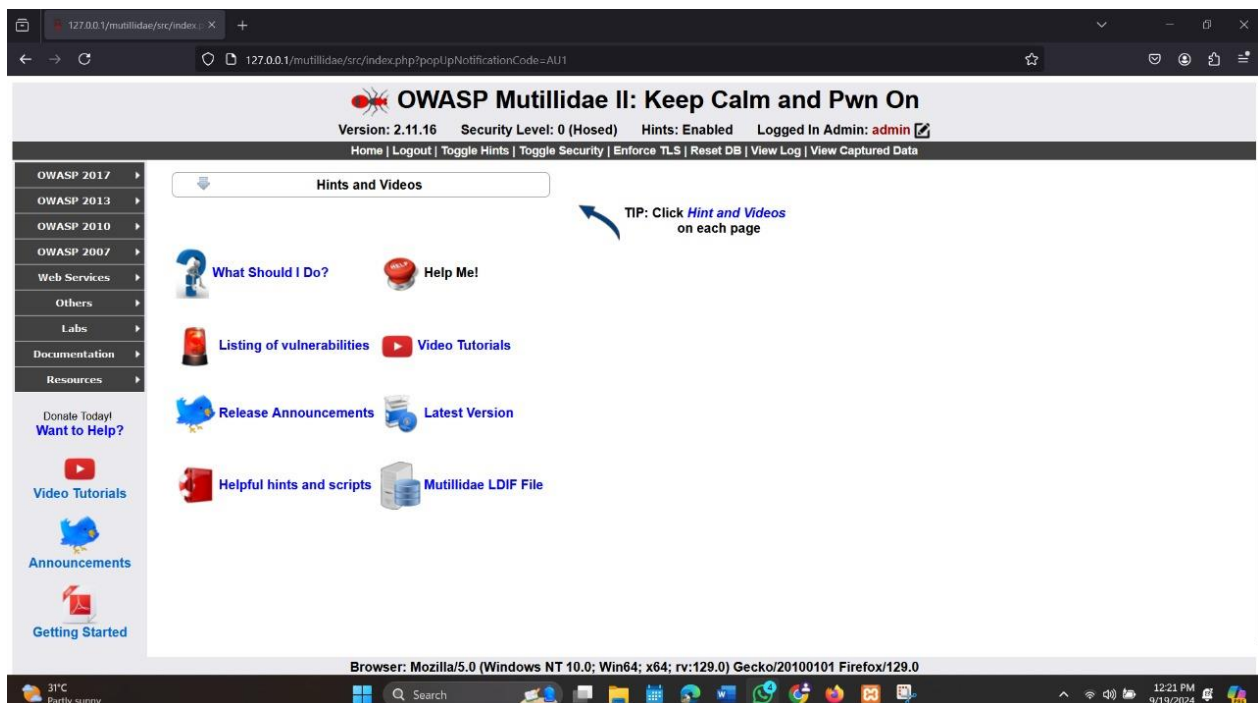 127.0.0.1/mutillidae/src/index.p
127.0.0.1/mutillidae/src/index.php?popUpNotificationCode=AU1
OWASP Mutillidae II: Keep Calm and Pwn On
Version: 2.11.16 Security Level: 0 (Hosed) Hints: Enabled Logged In Admin: admin
Home | Logout | Toggle Hints | Toggle Security | Enforce TLS | Reset DB | View Log | View Captured Data
OWASP 2017
OWASP 2013
OWASP 2010
OWASP 2007
Web Services
Others
Labs
Documentation
Resources
Donate Today!
Want to Help?
Video Tutorials
Announcements
Getting Started
Hints and Videos
TIP: Click Hint and Videos
on each page
What Should I Do?
HELP
Help Me!
Listing of vulnerabilities
Video Tutorials
Release Announcements
Latest Version
Helpful hints and scripts
Mutillidae LDIF File
Browser: Mozilla/5.0 (Windows NT 10.0; Win64; x64; rv:129.0) Gecko/20100101 Firefox/129.0
31°C
Partly sunny
Search
12:21 PM
9/19/2024